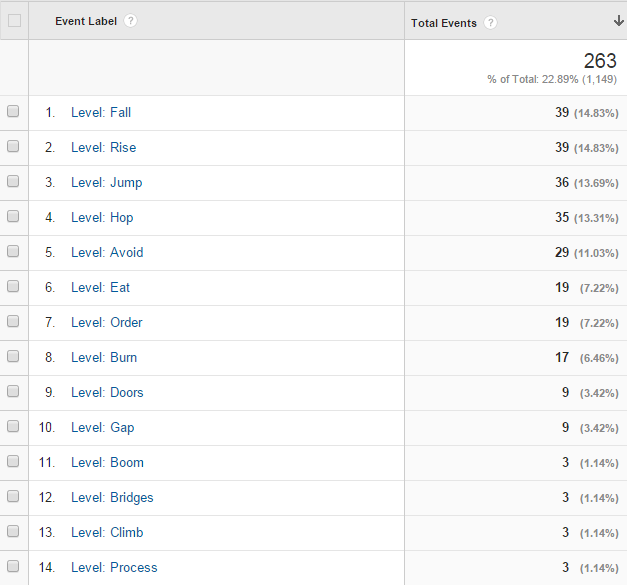 Event Label ? Total Events ?
263
% of Total: 22.89% (1,149)
1. Level: Fall 39 (14.83%)
2. Level: Rise 39 (14.83%)
3. Level: Jump 36 (13.69%)
4. Level: Hop 35 (13.31%)
5. Level: Avoid 29 (11.03%)
6. Level: Eat 19 (7.22%)
7. Level: Order 19 (7.22%)
8. Level: Burn 17 (6.46%)
9. Level: Doors 9 (3.42%)
10. Level: Gap 9 (3.42%)
11. Level: Boom 3 (1.14%)
12. Level: Bridges 3 (1.14%)
13. Level: Climb 3 (1.14%)
14. Level: Process 3 (1.14%)